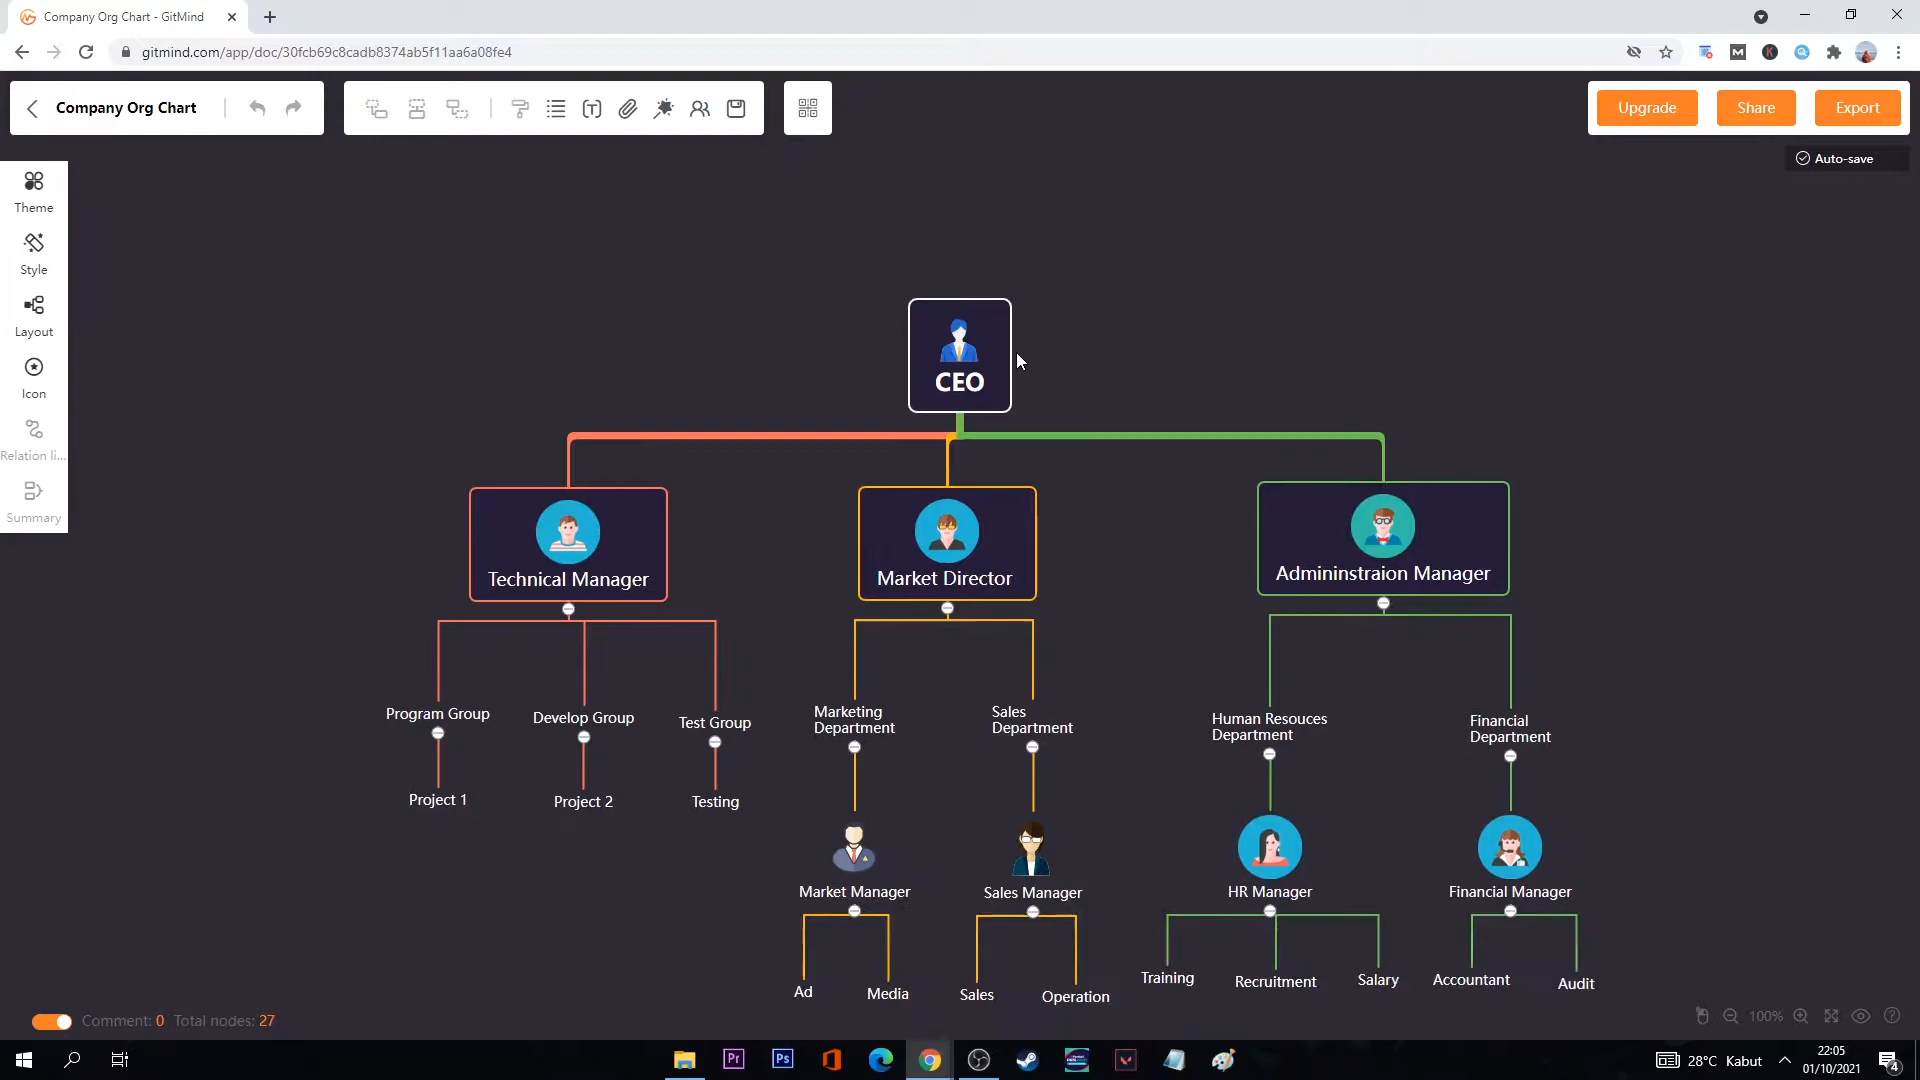 Company Org Chart - GitMind
gitmind.com/app/doc/30fcb69c8cadb8374ab5f11aa6a08fe4
Company Org Chart
Upgrade
Share
Export
Auto-save
Theme
Style
Layout
Icon
Relation li...
Summary
CEO
Technical Manager
Market Director
Admininstraion Manager
Program Group
Develop Group
Test Group
Marketing
Department
Sales
Department
Human Resouces
Department
Financial
Department
Project 1
Project 2
Testing
Market Manager
Sales Manager
HR Manager
Financial Manager
Ad
Media
Sales
Operation
Training
Recruitment
Salary
Accountant
Audit
Comment: 0 Total nodes: 27
100%
Pr
Ps
28°C Kabut
22:05
01/10/2021
4